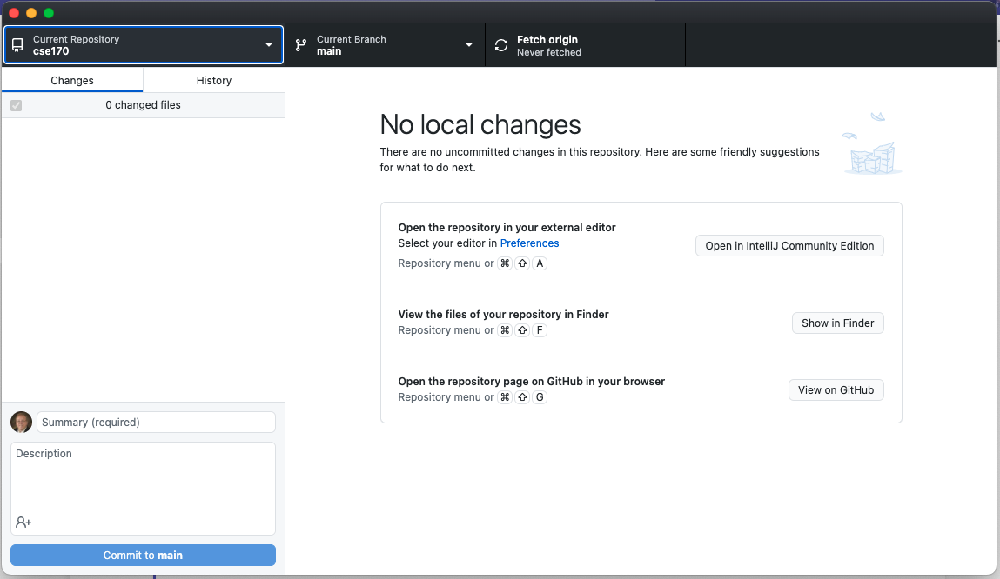 Current Repository
cse170
Current Branch
main
Fetch origin
Never fetched
Changes
History
0 changed files
No local changes
There are no uncommitted changes in this repository. Here are some friendly suggestions
for what to do next.
Open the repository in your external editor
Select your editor in Preferences
Repository menu or ⌘ ⇧ A
Open in IntelliJ Community Edition
View the files of your repository in Finder
Repository menu or ⌘ ⇧ F
Show in Finder
Open the repository page on GitHub in your browser
Repository menu or ⌘ ⇧ G
View on GitHub
Summary (required)
Description
Commit to main